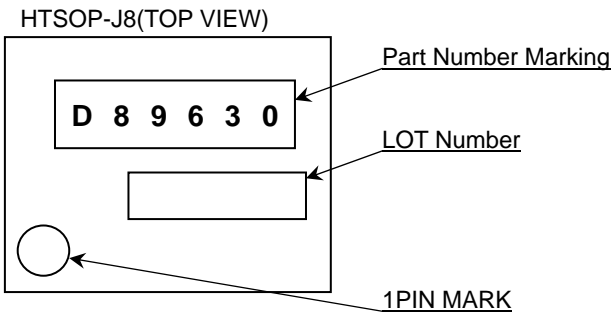 HTSOP-J8(TOP VIEW)
Part Number Marking
D 8 9 6 3 0
LOT Number
1PIN MARK